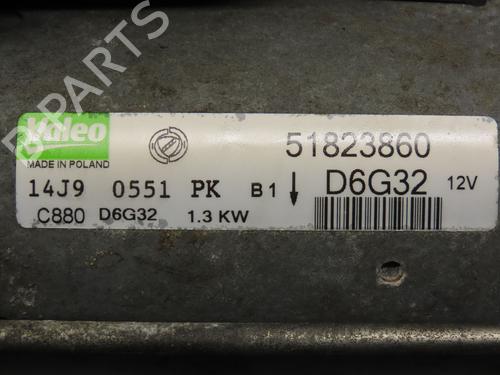 B-PARTS
Valeo
MADE IN POLAND
51823860
14J9 0551 PK B1 D6G32 12V
C880 D6G32 1.3 KW